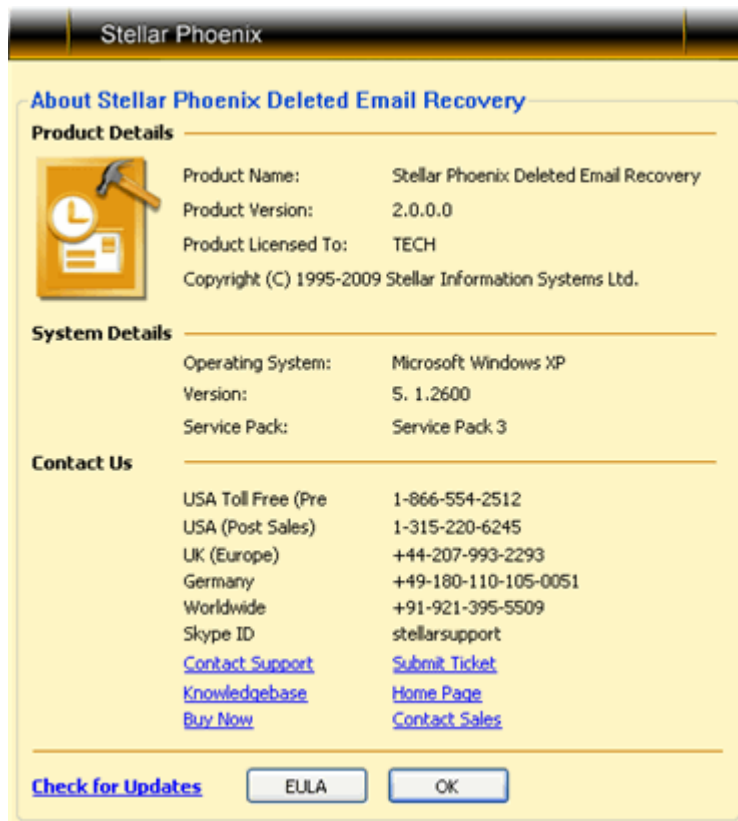 Stellar Phoenix
About Stellar Phoenix Deleted Email Recovery
Product Details
Product Name: Stellar Phoenix Deleted Email Recovery
Product Version: 2.0.0.0
Product Licensed To: TECH
Copyright (C) 1995-2009 Stellar Information Systems Ltd.
System Details
Operating System: Microsoft Windows XP
Version: 5. 1.2600
Service Pack: Service Pack 3
Contact Us
USA Toll Free (Pre 1-866-554-2512
USA (Post Sales) 1-315-220-6245
UK (Europe) +44-207-993-2293
Germany +49-180-110-105-0051
Worldwide +91-921-395-5509
Skype ID stellarsupport
Contact Support Submit Ticket
Knowledgebase Home Page
Buy Now Contact Sales
Check for Updates EULA OK